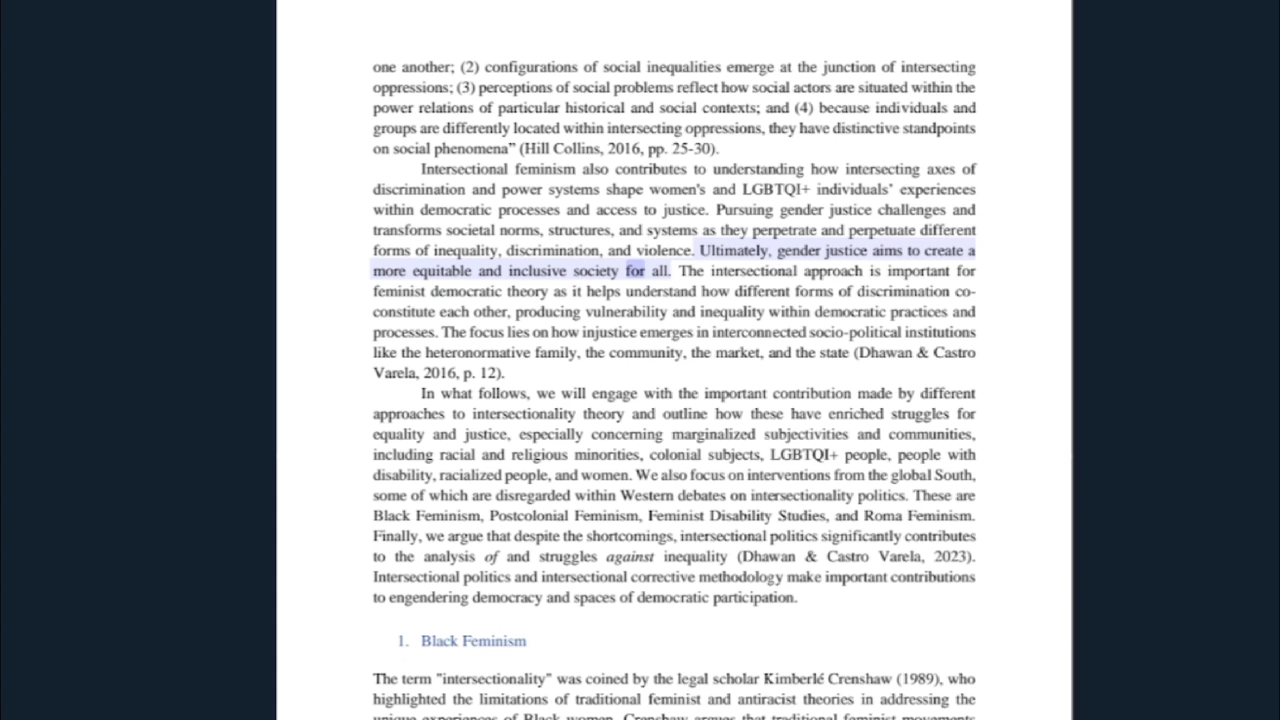 one another; (2) configurations of social inequalities emerge at the junction of intersecting
oppressions; (3) perceptions of social problems reflect how social actors are situated within the
power relations of particular historical and social contexts; and (4) because individuals and
groups are differently located within intersecting oppressions, they have distinctive standpoints
on social phenomena” (Hill Collins, 2016, pp. 25-30).
Intersectional feminism also contributes to understanding how intersecting axes of
discrimination and power systems shape women's and LGBTQI+ individuals’ experiences
within democratic processes and access to justice. Pursuing gender justice challenges and
transforms societal norms, structures, and systems as they perpetrate and perpetuate different
forms of inequality, discrimination, and violence. Ultimately, gender justice aims to create a
more equitable and inclusive society for all. The intersectional approach is important for
feminist democratic theory as it helps understand how different forms of discrimination co-
constitute each other, producing vulnerability and inequality within democratic practices and
processes. The focus lies on how injustice emerges in interconnected socio-political institutions
like the heteronormative family, the community, the market, and the state (Dhawan & Castro
Varela, 2016, p. 12).
In what follows, we will engage with the important contribution made by different
approaches to intersectionality theory and outline how these have enriched struggles for
equality and justice, especially concerning marginalized subjectivities and communities,
including racial and religious minorities, colonial subjects, LGBTQI+ people, people with
disability, racialized people, and women. We also focus on interventions from the global South,
some of which are disregarded within Western debates on intersectionality politics. These are
Black Feminism, Postcolonial Feminism, Feminist Disability Studies, and Roma Feminism.
Finally, we argue that despite the shortcomings, intersectional politics significantly contributes
to the analysis of and struggles against inequality (Dhawan & Castro Varela, 2023).
Intersectional politics and intersectional corrective methodology make important contributions
to engendering democracy and spaces of democratic participation.
1. Black Feminism
The term "intersectionality" was coined by the legal scholar Kimberlé Crenshaw (1989), who
highlighted the limitations of traditional feminist and antiracist theories in addressing the
unique experiences of Black women. Crenshaw argues that traditional feminist movements